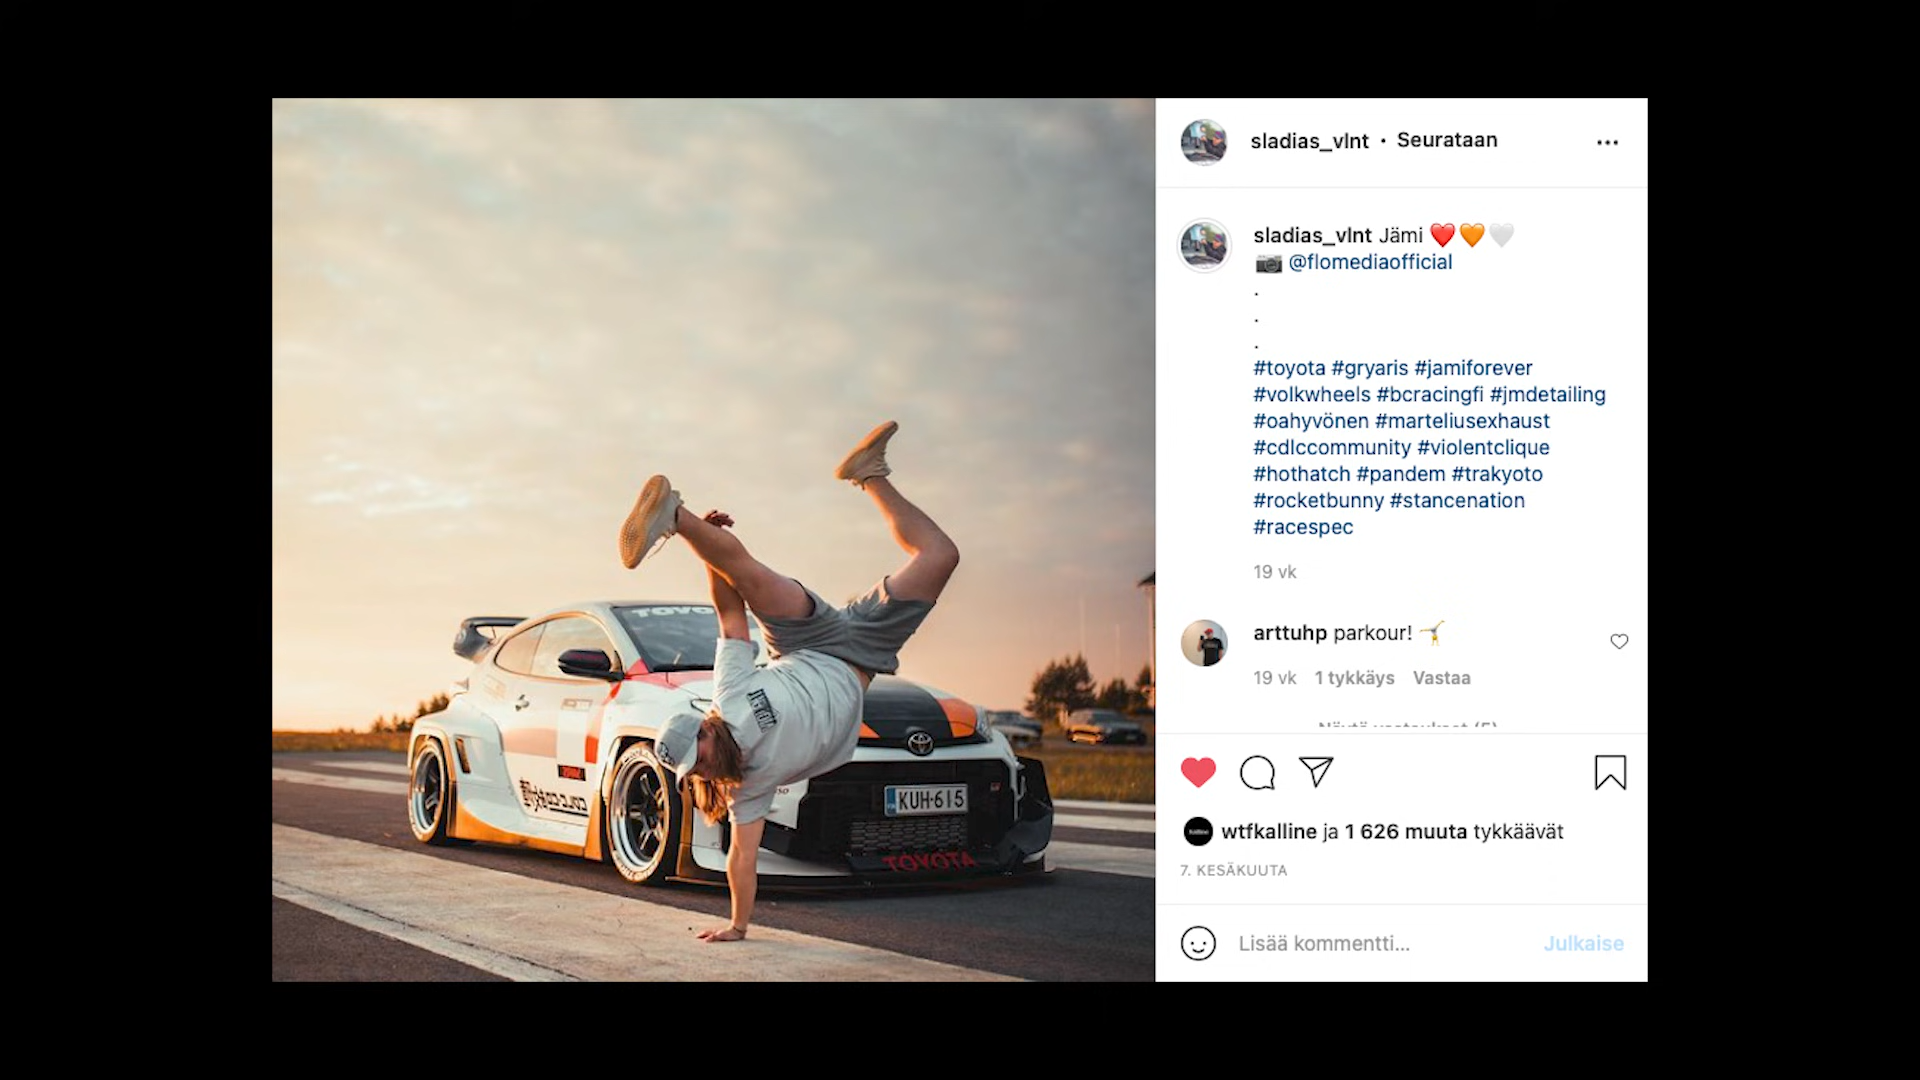 sladias_vlnt • Seurataan
sladias_vlnt Jämi ❤️🧡🤍
📷 @flomediaofficial
.
.
.
#toyota #gryaris #jamiforever
#volkwheels #bcracingfi #jmdetailing
#oahyvönen #marteliusexhaust
#cdlccommunity #violentclique
#hothatch #pandem #trakyoto
#rocketbunny #stancenation
#racespec
19 vk
arttuhp parkour! 🤸
19 vk 1 tykkäys Vastaa
wtfkalline ja 1 626 muuta tykkäävät
7. KESÄKUUTA
Lisää kommentti... Julkaise
KUH-615
TOYOTA